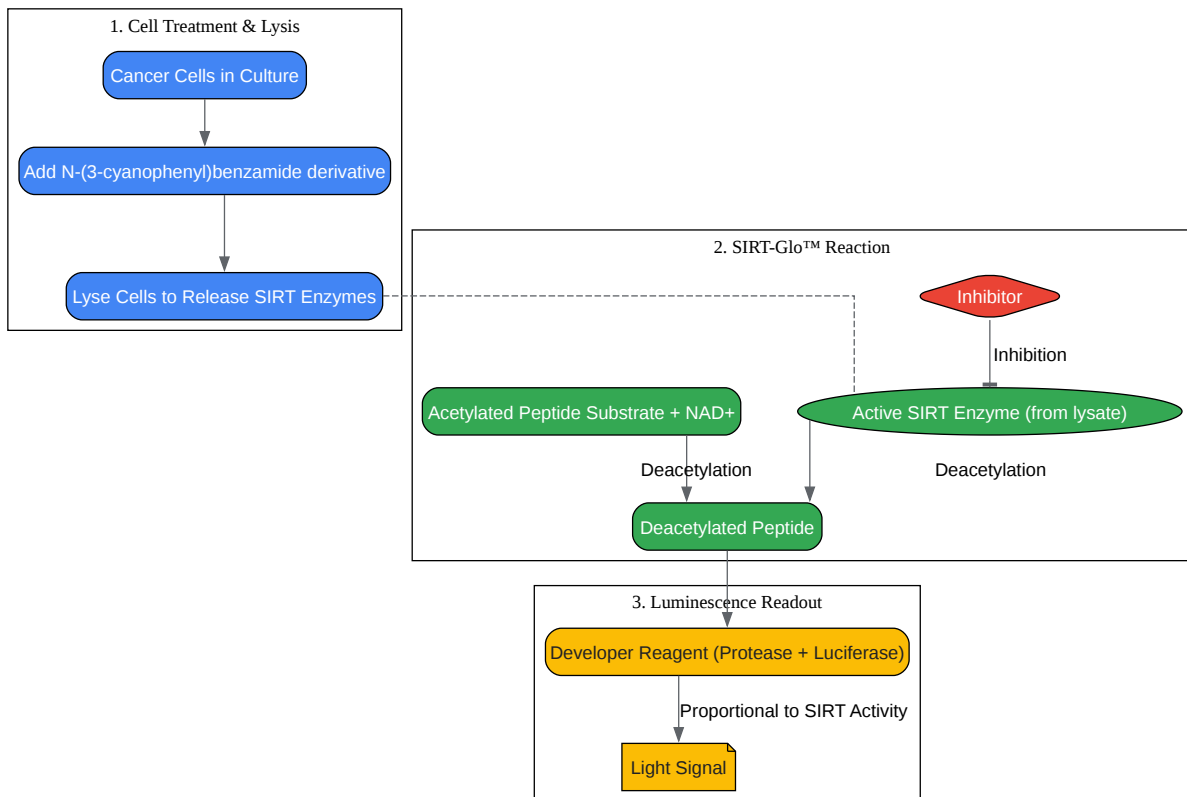 1. Cell Treatment & Lysis
Cancer Cells in Culture
Add N-(3-cyanophenyl)benzamide derivative
Lyse Cells to Release SIRT Enzymes
2. SIRT-Glo™ Reaction
Inhibitor
Inhibition
Acetylated Peptide Substrate + NAD+
Active SIRT Enzyme (from lysate)
Deacetylation
Deacetylation
Deacetylated Peptide
3. Luminescence Readout
Developer Reagent (Protease + Luciferase)
Proportional to SIRT Activity
Light Signal